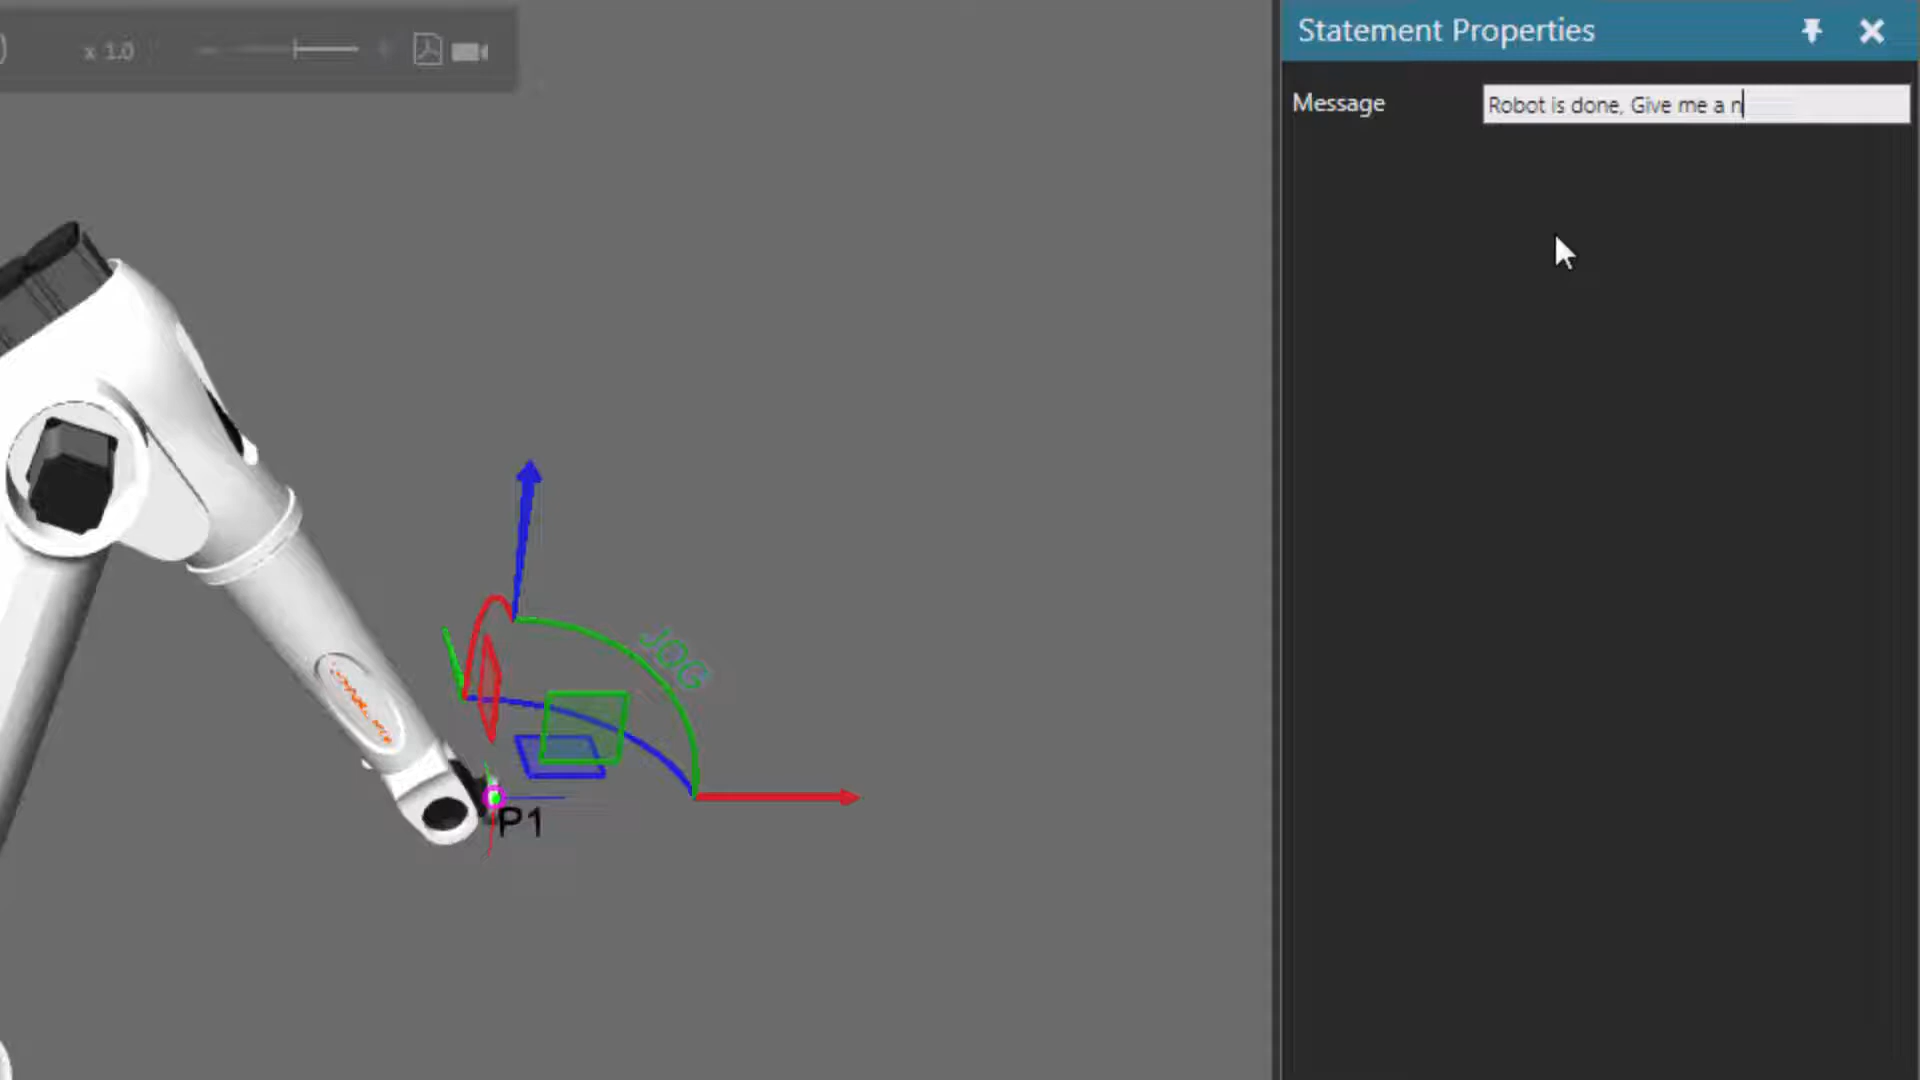 x 1.0
Statement Properties
Message
Robot is done, Give me a n
JOG
P1